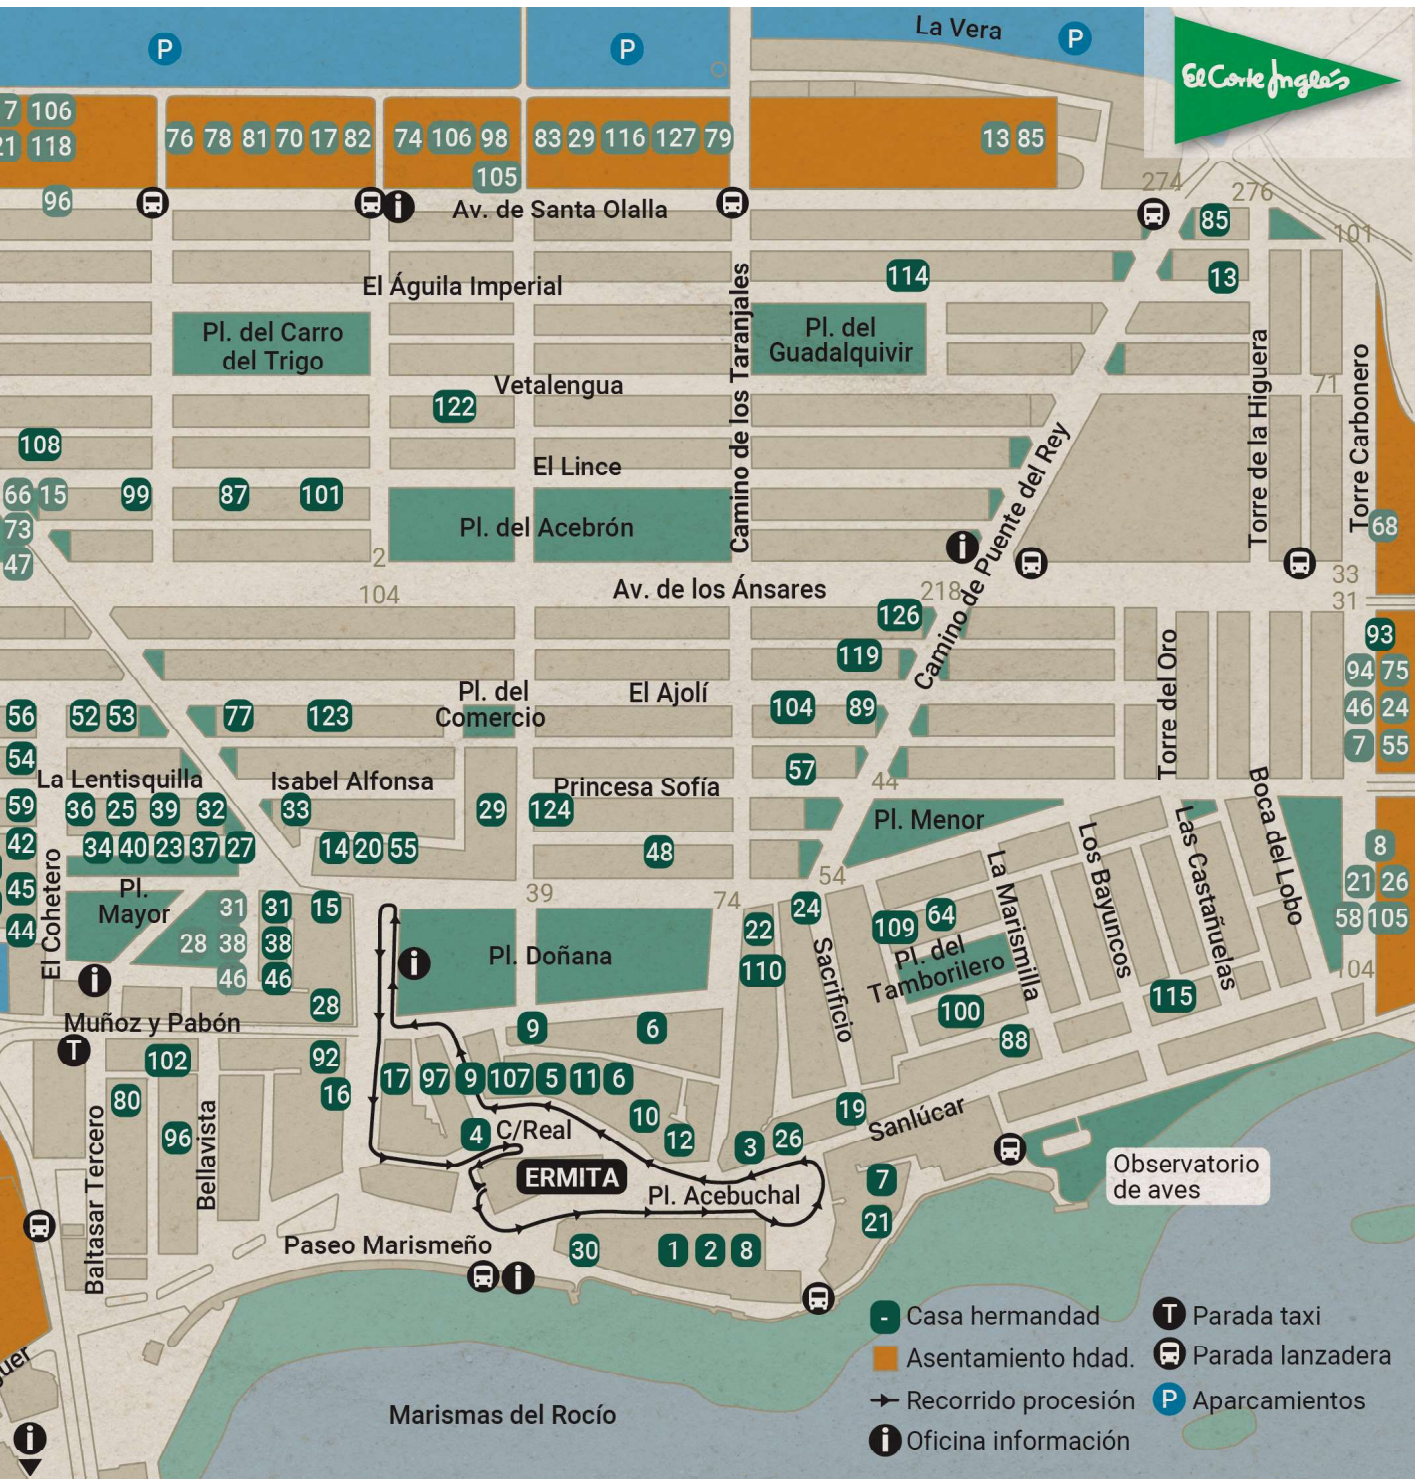 P
P
La Vera
P
El Corte Inglés
7 106
76 78 81 70 17 82
74 106 98
83 29 116 127 79
13 85
21 118
105
96
Av. de Santa Olalla
274
276
85
101
El Águila Imperial
114
13
Pl. del Carro
del Trigo
Pl. del
Guadalquivir
Camino de los Taranjales
Torre de la Higuera
Torre Carbonero
Vetalengua
71
122
108
El Lince
Camino de Puente del Rey
66 15
99
87
101
73
Pl. del Acebrón
68
47
2
i
33
104
Av. de los Ánsares
218
31
126
93
119
94 75
Torre del Oro
56
52 53
77
123
Pl. del
Comercio
El Ajolí
104
89
46 24
54
57
7 55
La Lentisquilla
Isabel Alfonsa
Princesa Sofía
44
Boca del Lobo
59
36 25 39 32
33
29
124
Pl. Menor
Las Castañuelas
Los Bayuncos
42
34 40 23 37 27
14 20 55
48
8
La Marismilla
El Cohetero
45
Pl.
Mayor
39
74
54
21 26
31 31
15
24
109
64
58 105
44
28 38 38
22
Pl. Doñana
Pl. del
Tamborilero
Sacrificio
i
46 46
i
110
104
28
100
115
Muñoz y Pabón
9
6
88
T
102
92
17 97 9 107 5 11 6
80
16
10
19
Sanlúcar
96
4
C/Real
12
3
26
Baltasar Tercero
Bellavista
ERMITA
Pl. Acebuchal
7
Observatorio
de aves
21
Paseo Marismeño
30
1 2 8
i
- Casa hermandad
T Parada taxi
Asentamiento hdad.
Parada lanzadera
Recorrido procesión
P Aparcamientos
Marismas del Rocío
i Oficina información
i